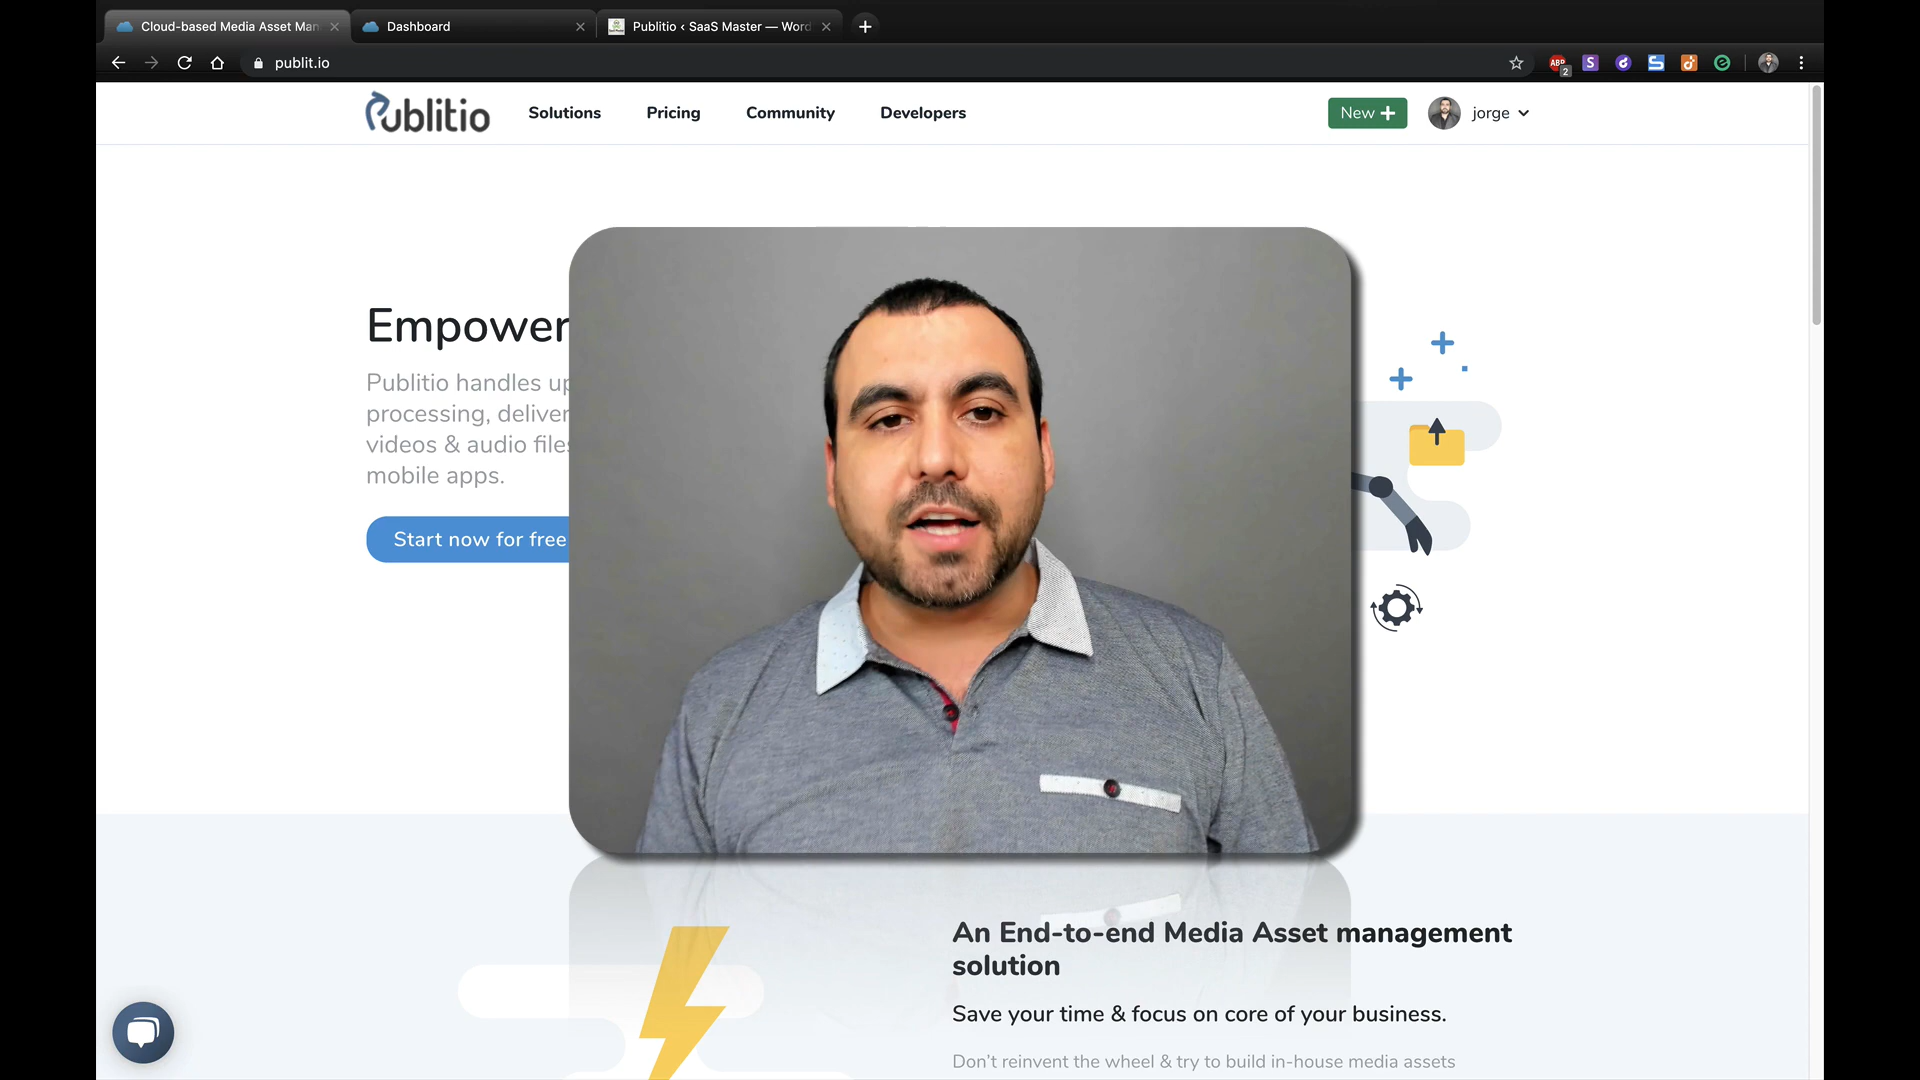 Cloud-based Media Asset Man
Dashboard
Publitio ‹ SaaS Master — Word
publit.io
ABP
2
Publitio
Solutions
Pricing
Community
Developers
New +
jorge
Empower
Publitio handles up
processing, deliver
videos & audio files
mobile apps.
Start now for free
An End-to-end Media Asset management
solution
Save your time & focus on core of your business.
Don't reinvent the wheel & try to build in-house media assets